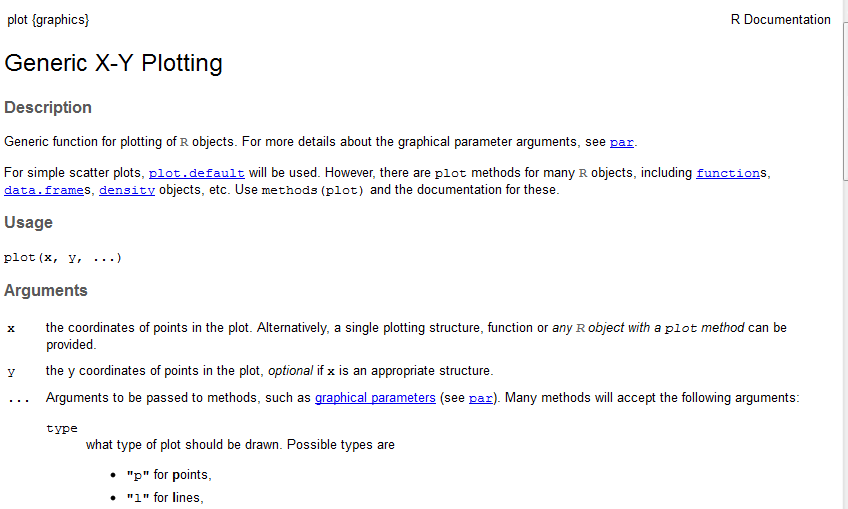 plot {graphics}
R Documentation
Generic X-Y Plotting
Description
Generic function for plotting of R objects. For more details about the graphical parameter arguments, see par.
For simple scatter plots, plot.default will be used. However, there are plot methods for many R objects, including functions,
data.frames, density objects, etc. Use methods(plot) and the documentation for these.
Usage
plot(x, y, ...)
Arguments
x the coordinates of points in the plot. Alternatively, a single plotting structure, function or any R object with a plot method can be
provided.
y the y coordinates of points in the plot, optional if x is an appropriate structure.
... Arguments to be passed to methods, such as graphical parameters (see par). Many methods will accept the following arguments:
type
what type of plot should be drawn. Possible types are
• "p" for points,
• "l" for lines,